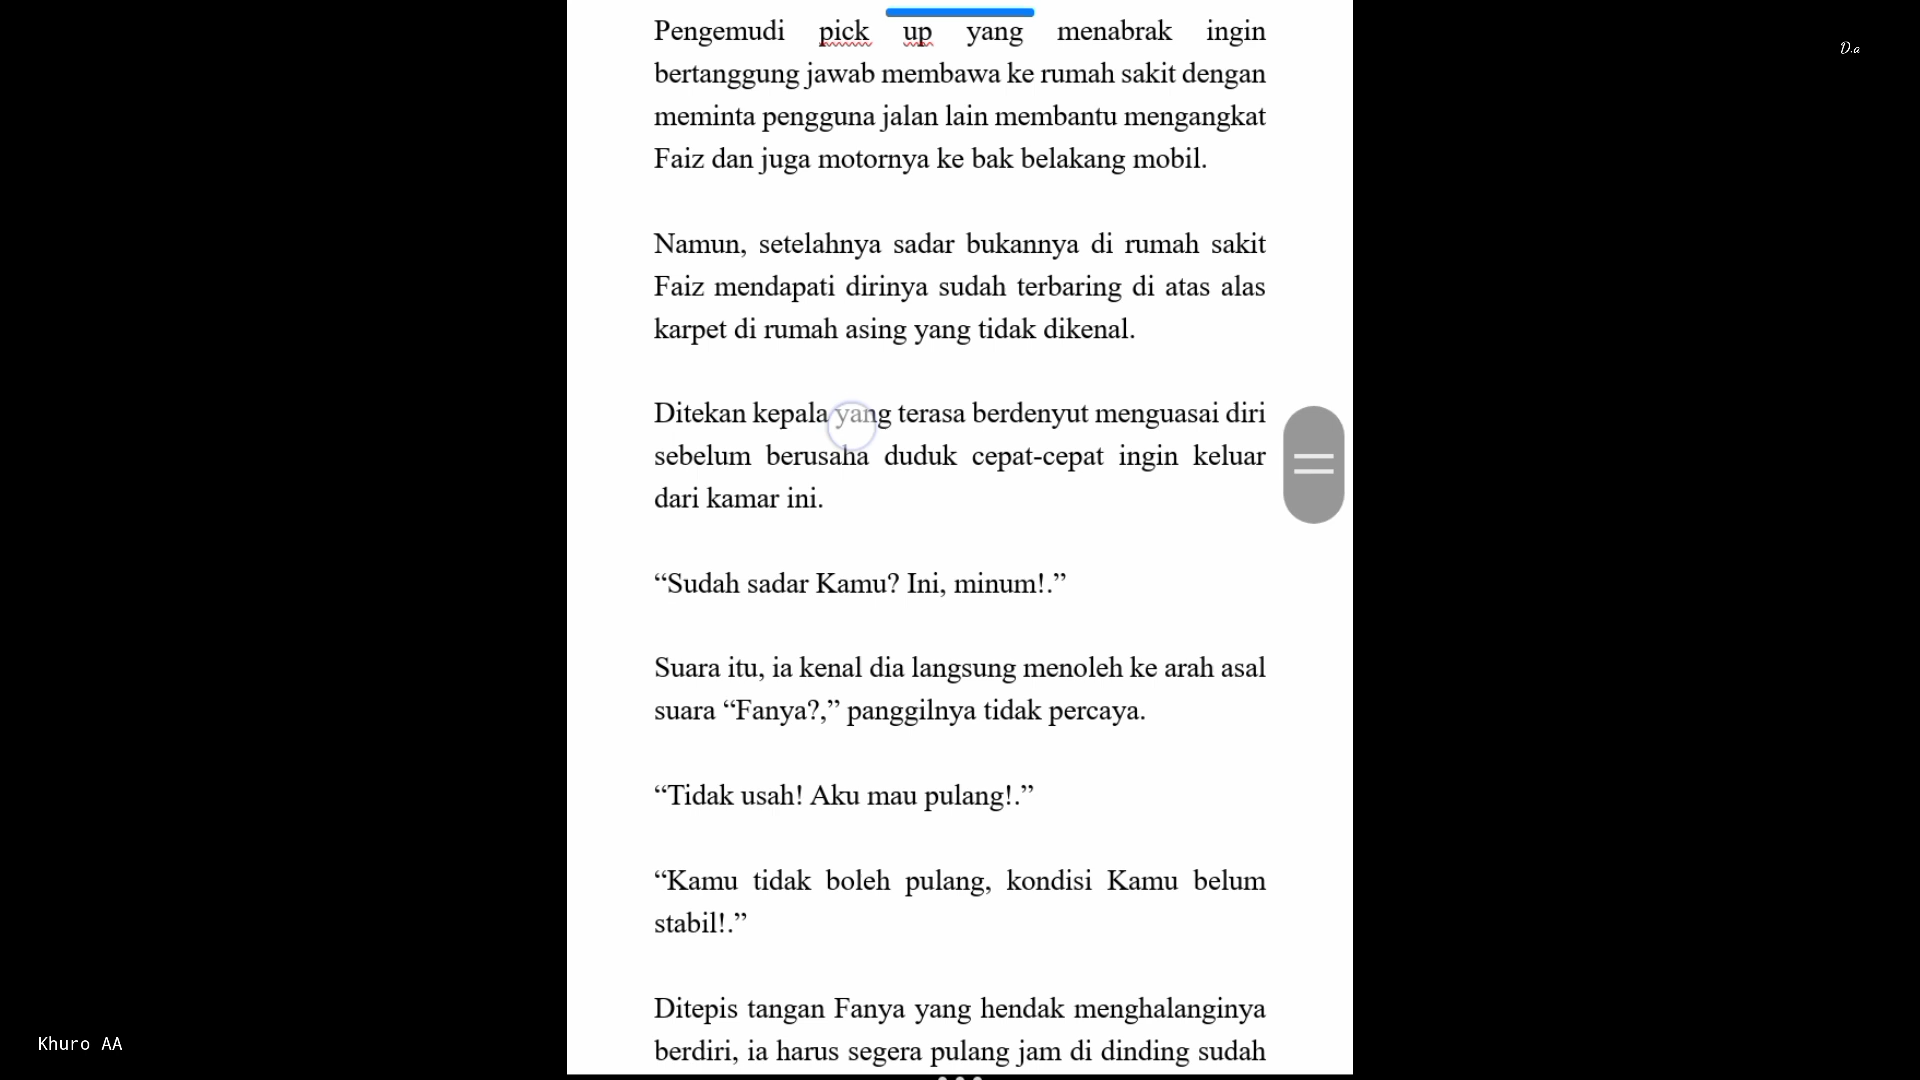 Pengemudi pick up yang menabrak ingin
bertanggung jawab membawa ke rumah sakit dengan
meminta pengguna jalan lain membantu mengangkat
Faiz dan juga motornya ke bak belakang mobil.
Namun, setelahnya sadar bukannya di rumah sakit
Faiz mendapati dirinya sudah terbaring di atas alas
karpet di rumah asing yang tidak dikenal.
Ditekan kepala yang terasa berdenyut menguasai diri
sebelum berusaha duduk cepat-cepat ingin keluar
dari kamar ini.
“Sudah sadar Kamu? Ini, minum!.”
Suara itu, ia kenal dia langsung menoleh ke arah asal
suara “Fanya?,” panggilnya tidak percaya.
“Tidak usah! Aku mau pulang!.”
“Kamu tidak boleh pulang, kondisi Kamu belum
stabil!.”
Ditepis tangan Fanya yang hendak menghalanginya
berdiri, ia harus segera pulang jam di dinding sudah
D.a
Khuro AA